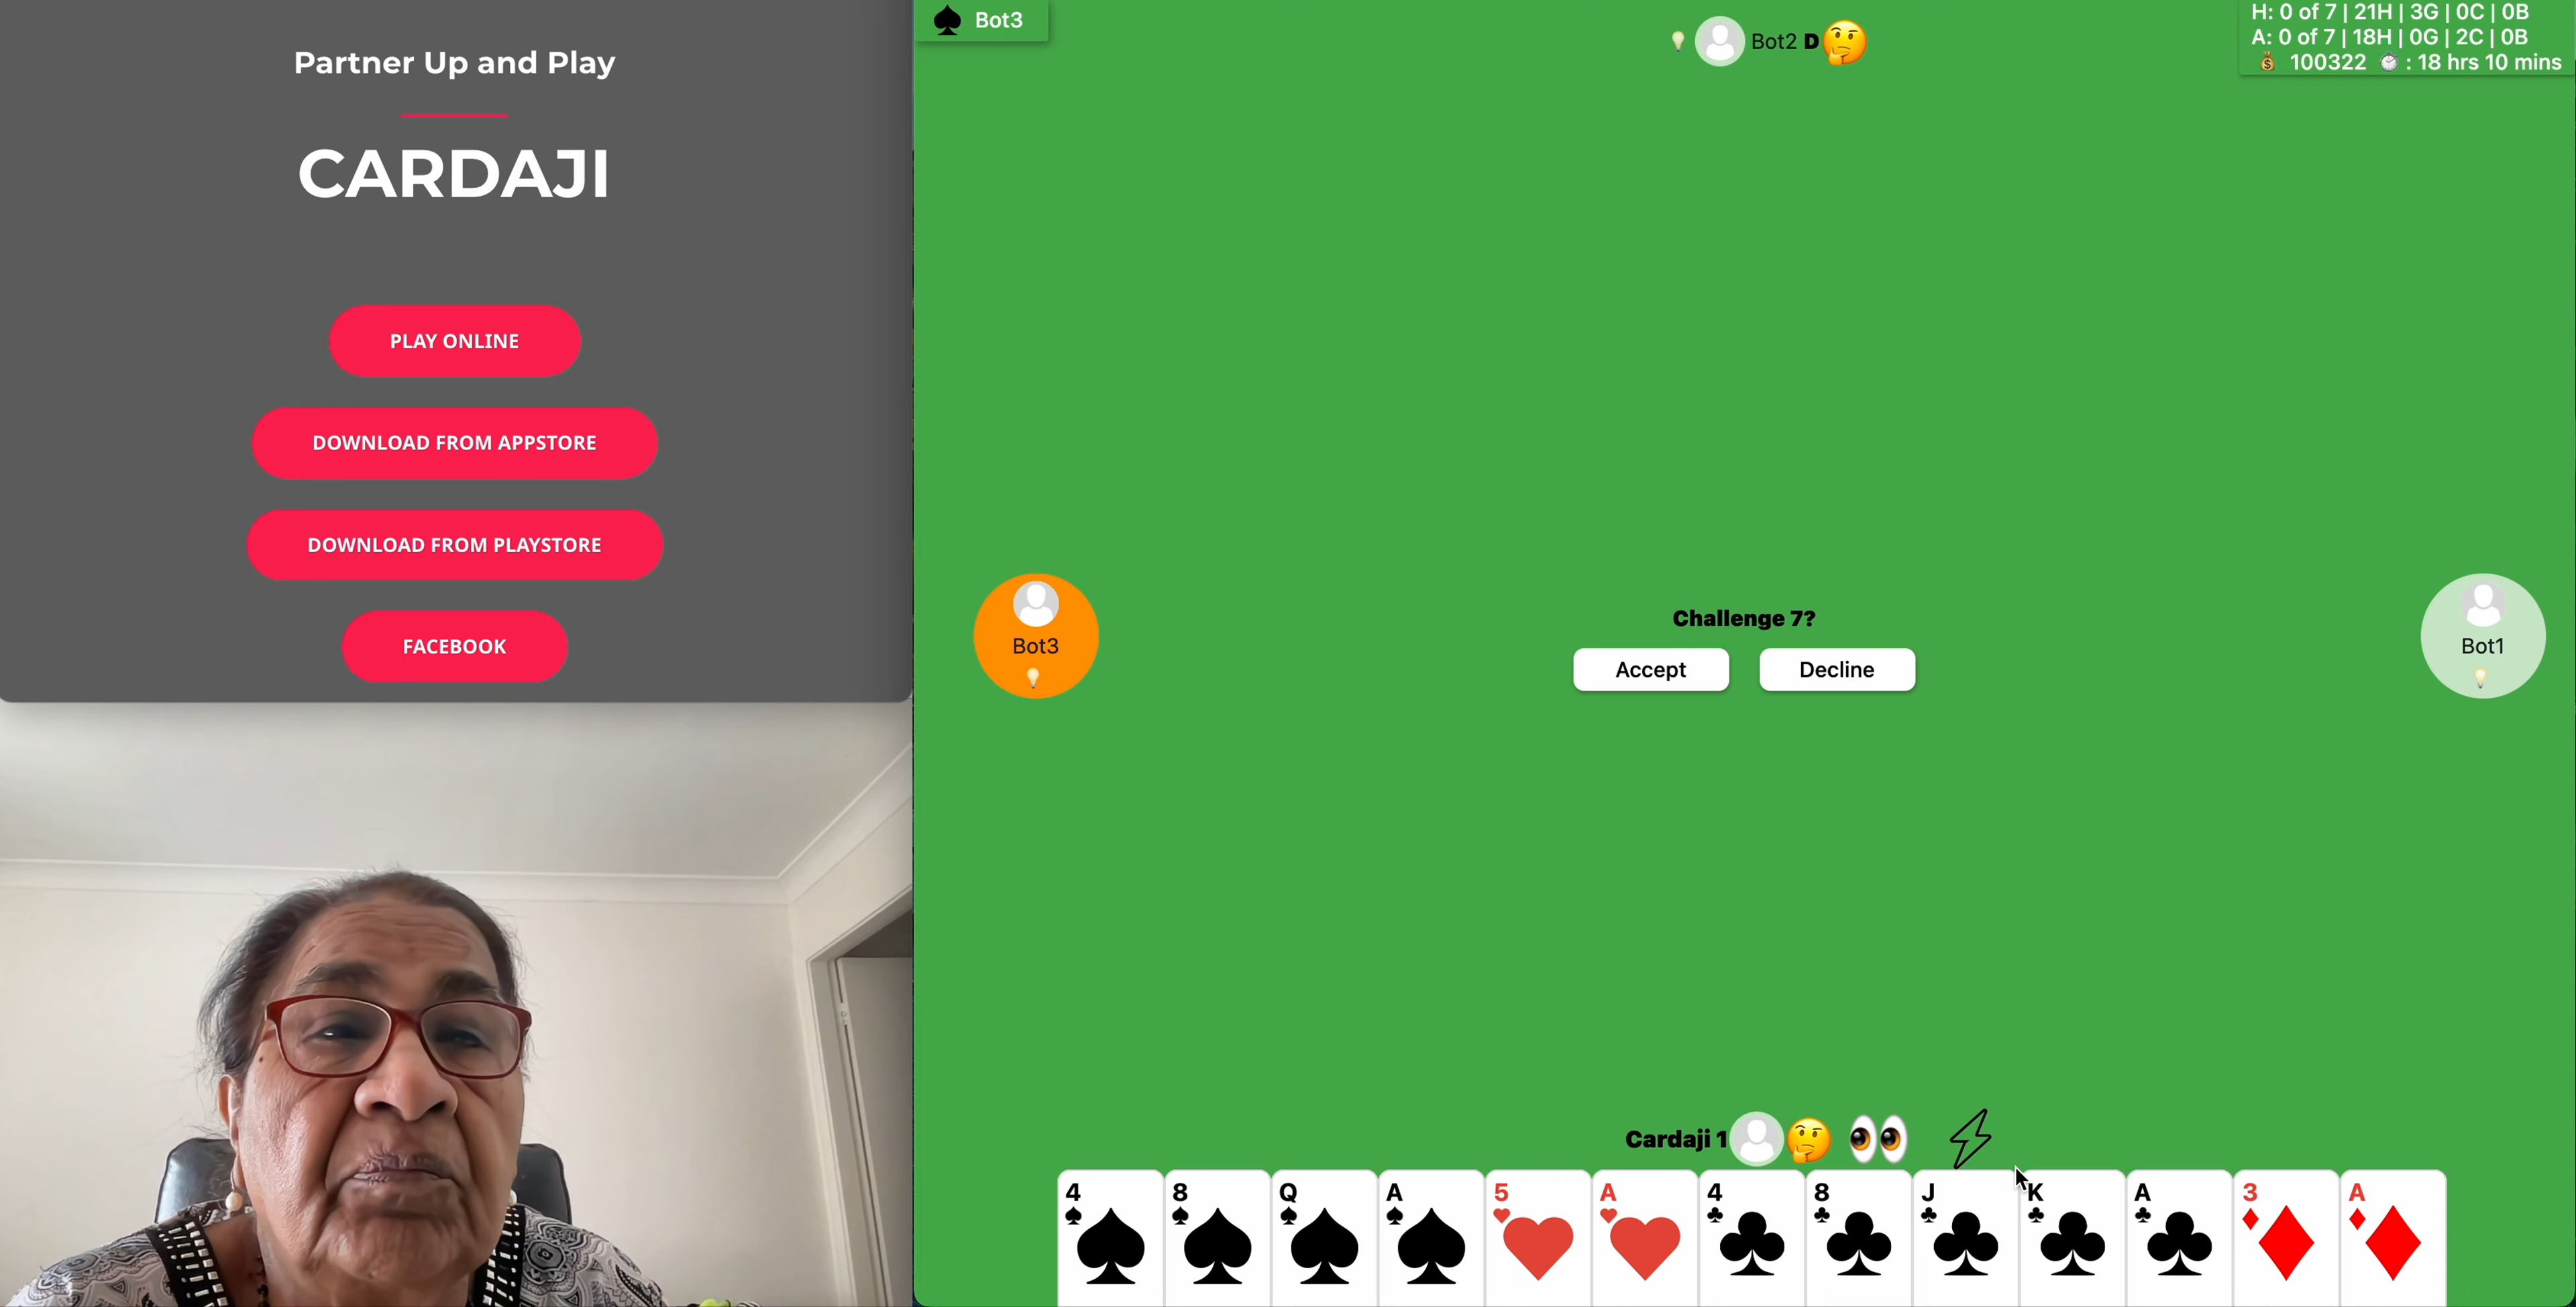 Partner Up and Play
CARDAJI
PLAY ONLINE
DOWNLOAD FROM APPSTORE
DOWNLOAD FROM PLAYSTORE
FACEBOOK
Bot3
Bot2 D
H: 0 of 7 | 21H | 3G | 0C | 0B
A: 0 of 7 | 18H | 0G | 2C | 0B
100322 : 18 hrs 10 mins
Bot3
Challenge 7?
Accept Decline
Bot1
Cardaji 1
4 8 Q A 5 A 4 8 J K A 3 A